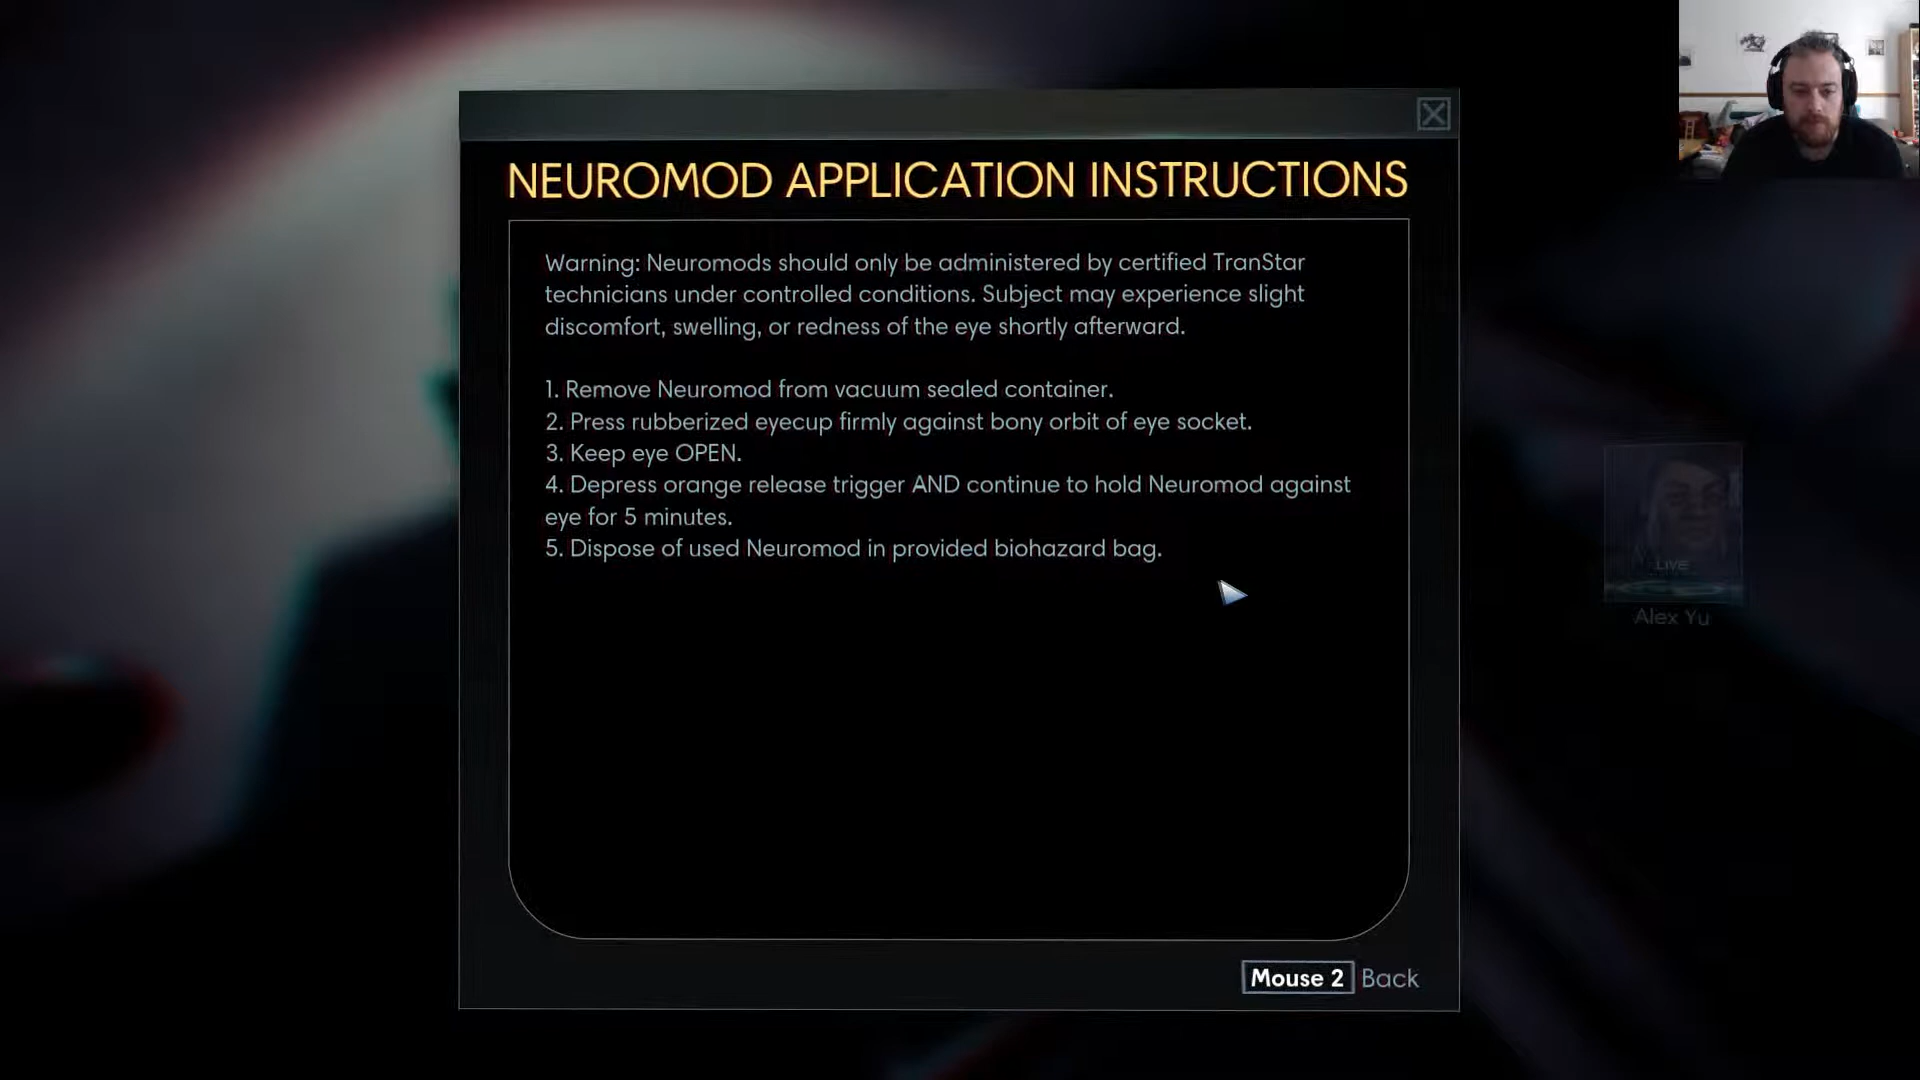 NEUROMOD APPLICATION INSTRUCTIONS
Warning: Neuromods should only be administered by certified TranStar
technicians under controlled conditions. Subject may experience slight
discomfort, swelling, or redness of the eye shortly afterward.
1. Remove Neuromod from vacuum sealed container.
2. Press rubberized eyecup firmly against bony orbit of eye socket.
3. Keep eye OPEN.
4. Depress orange release trigger AND continue to hold Neuromod against
eye for 5 minutes.
5. Dispose of used Neuromod in provided biohazard bag.
LIVE
Alex Yu
Mouse 2 Back